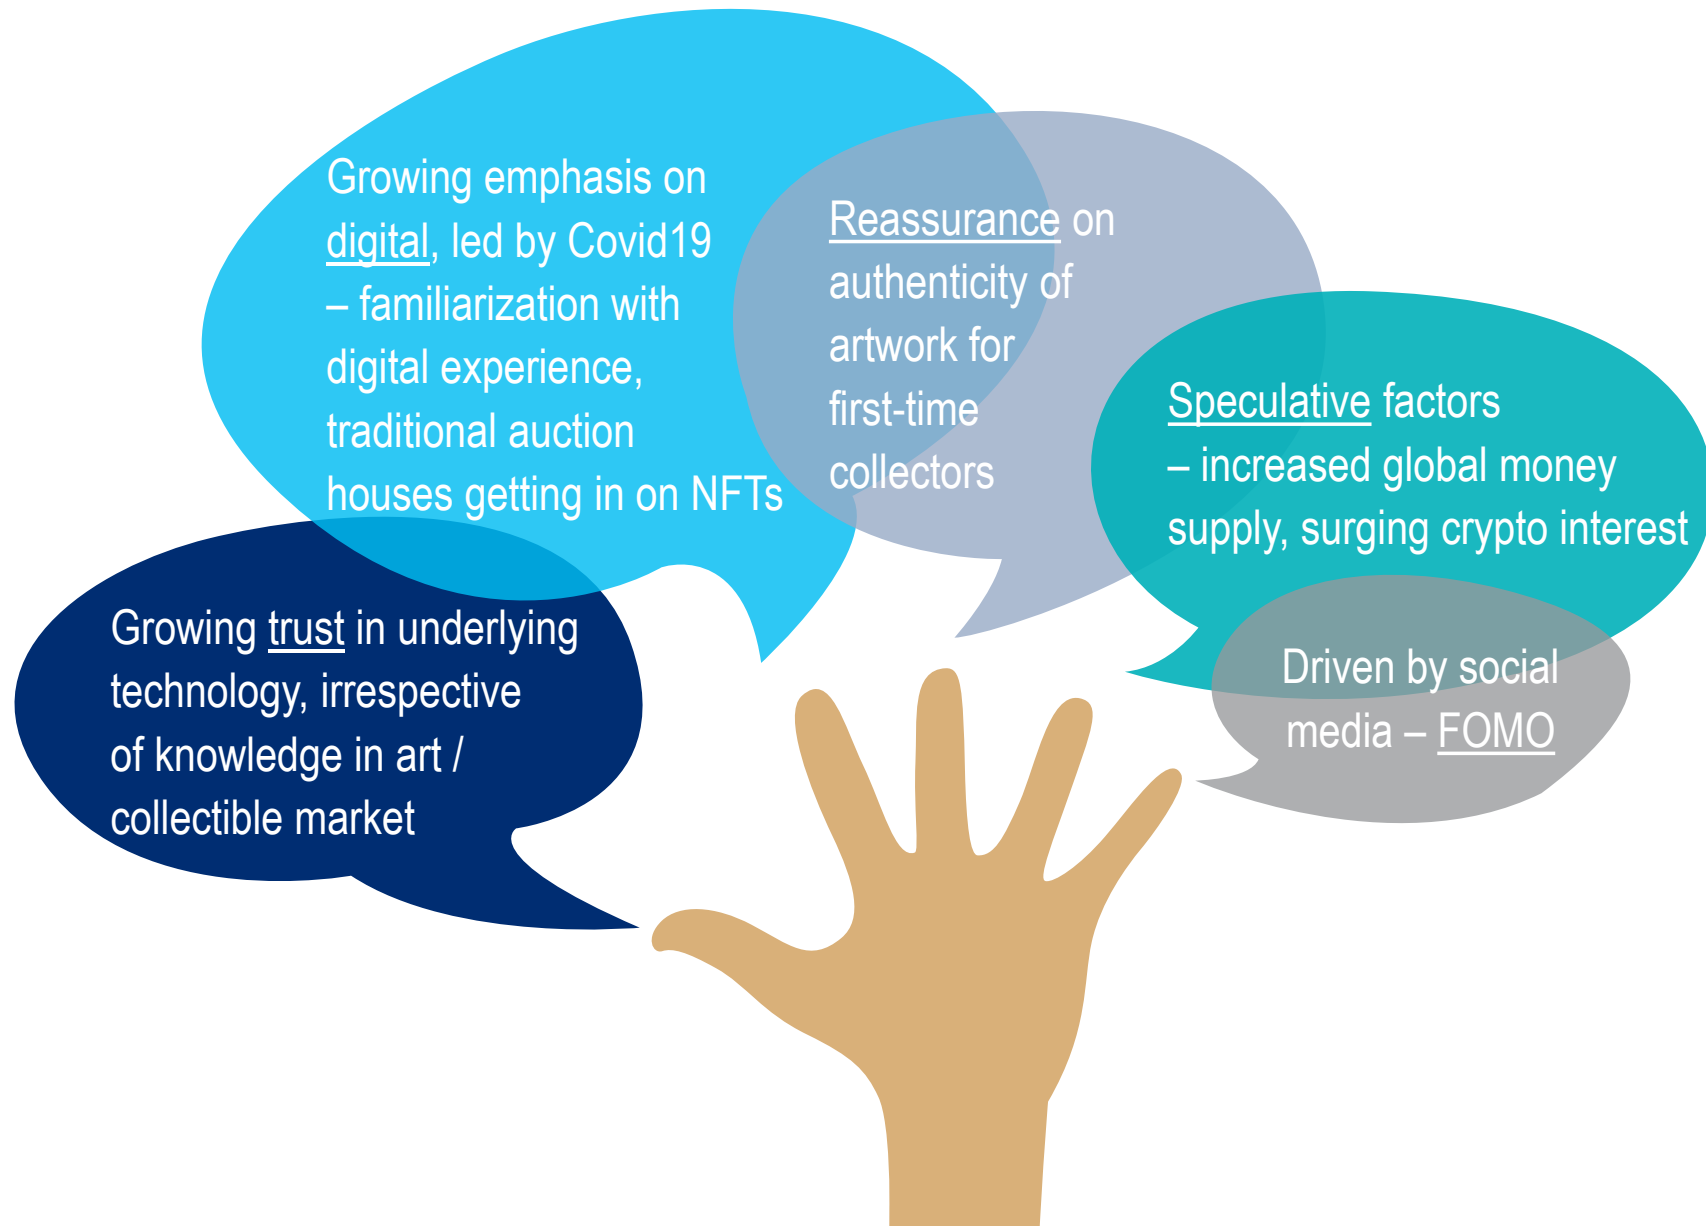 Growing emphasis on
digital, led by Covid19
– familiarization with
digital experience,
traditional auction
houses getting in on NFTs
Reassurance on
authenticity of
artwork for
first-time
collectors
Speculative factors
– increased global money
supply, surging crypto interest
Growing trust in underlying
technology, irrespective
of knowledge in art /
collectible market
Driven by social
media – FOMO